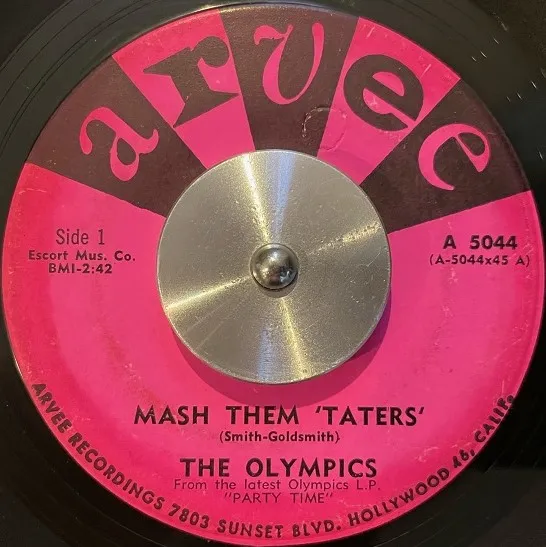 arvee
Side 1
Escort Mus. Co.
BMI-2:42
A 5044
(A-5044x45 A)
MASH THEM 'TATERS'
(Smith-Goldsmith)
THE OLYMPICS
From the latest Olympics L.P.
"PARTY TIME"
ARVEE RECORDINGS 7803 SUNSET BLVD. HOLLYWOOD 46, CALIF.